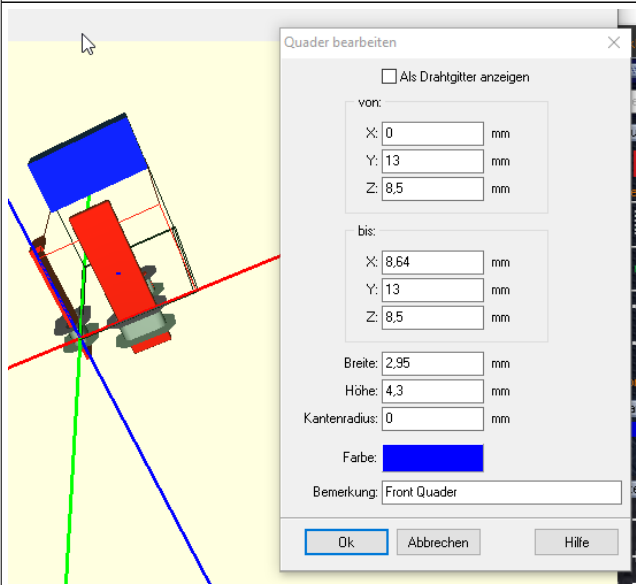 Quader bearbeiten
Als Drahtgitter anzeigen
von:
X: 0 mm
Y: 13 mm
Z: 8,5 mm
bis:
X: 8,64 mm
Y: 13 mm
Z: 8,5 mm
Breite: 2,95 mm
Höhe: 4,3 mm
Kantenradius: 0 mm
Farbe:
Bemerkung: Front Quader
Ok Abbrechen Hilfe